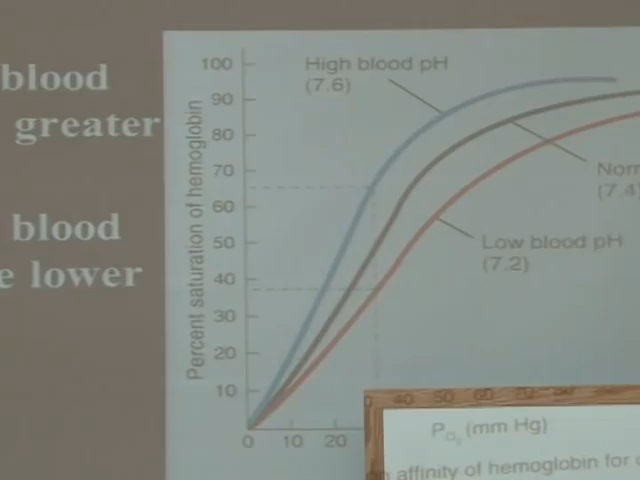 blood
greater
blood
lower
Percent saturation of hemoglobin
100
90
80
70
60
50
40
30
20
10
0 10 20
40 50 60 70
High blood pH
(7.6)
(7.4
Low blood pH
(7.2)
PO2 (mm Hg)
affinity of hemoglobin for